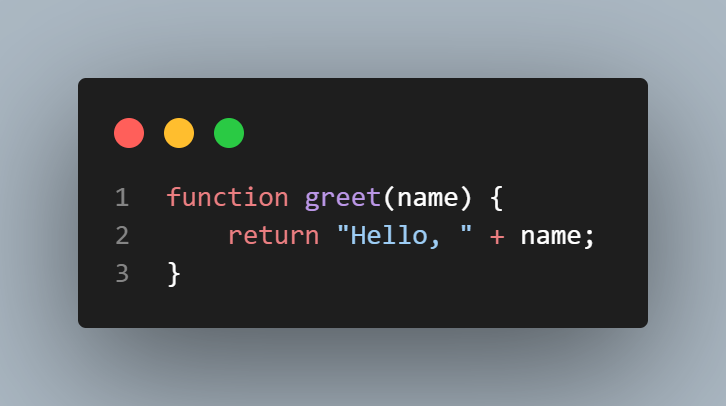 1 function greet(name) {
2     return "Hello, " + name;
3 }